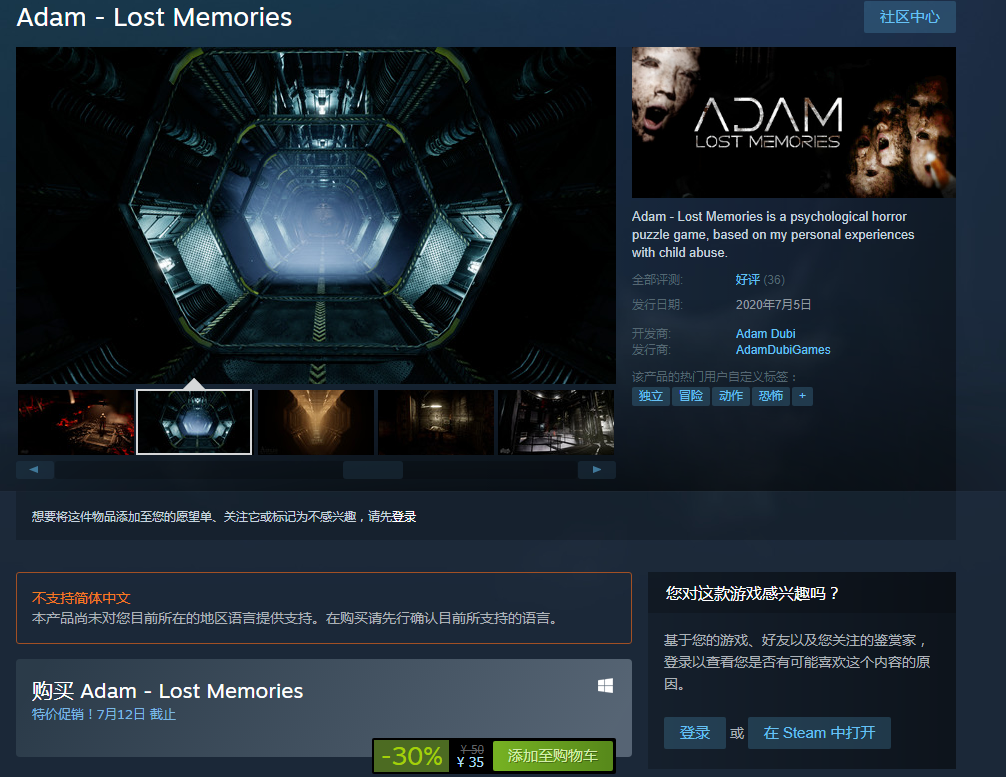 Adam - Lost Memories
社区中心
ADAM
LOST MEMORIES
Adam - Lost Memories is a psychological horror
puzzle game, based on my personal experiences
with child abuse.
全部评测:
好评 (36)
发行日期:
2020年7月5日
开发商:
Adam Dubi
发行商:
AdamDubiGames
该产品的热门用户自定义标签：
独立 冒险 动作 恐怖 +
想要将这件物品添加至您的愿望单、关注它或标记为不感兴趣，请先登录
不支持简体中文
本产品尚未对您目前所在的地区语言提供支持。在购买请先行确认目前所支持的语言。
购买 Adam - Lost Memories
特价促销！7月12日 截止
-30%
¥ 50
¥ 35
添加至购物车
您对这款游戏感兴趣吗？
基于您的游戏、好友以及您关注的鉴赏家，
登录以查看您是否有可能喜欢这个内容的原
因。
登录 或 在 Steam 中打开